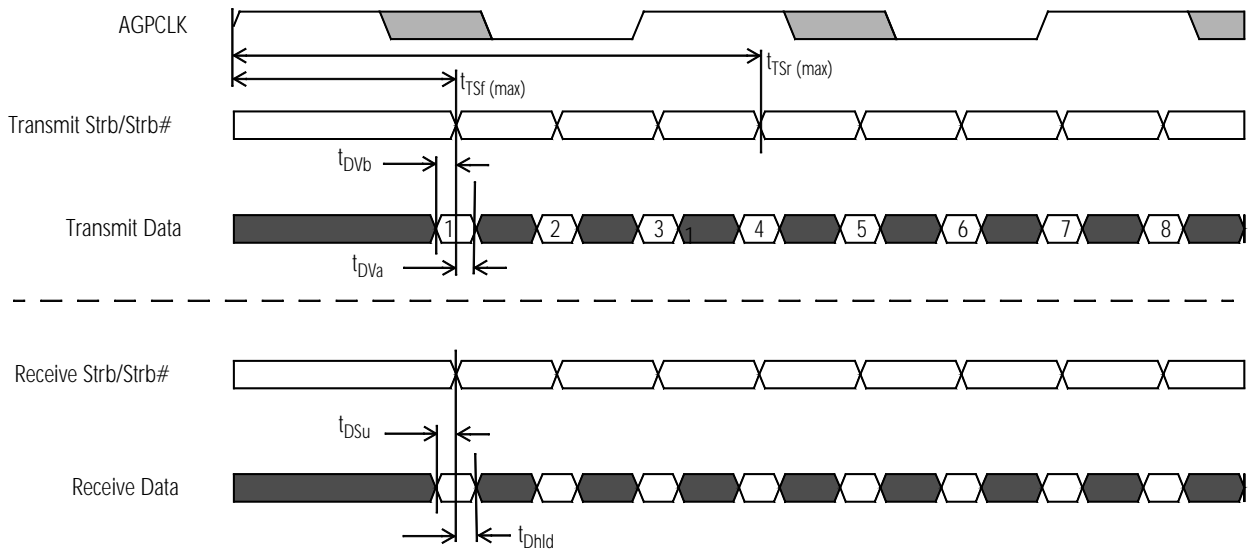 AGPCLK
tTSr (max)
tTSf (max)
Transmit Strb/Strb#
tDVb
Transmit Data
1 2 3 1 4 5 6 7 8
tDVa
Receive Strb/Strb#
tDSu
Receive Data
tDhld